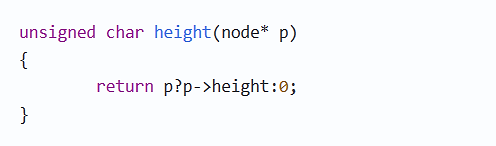 unsigned char height(node* p)
{
return p?p->height:0;
}